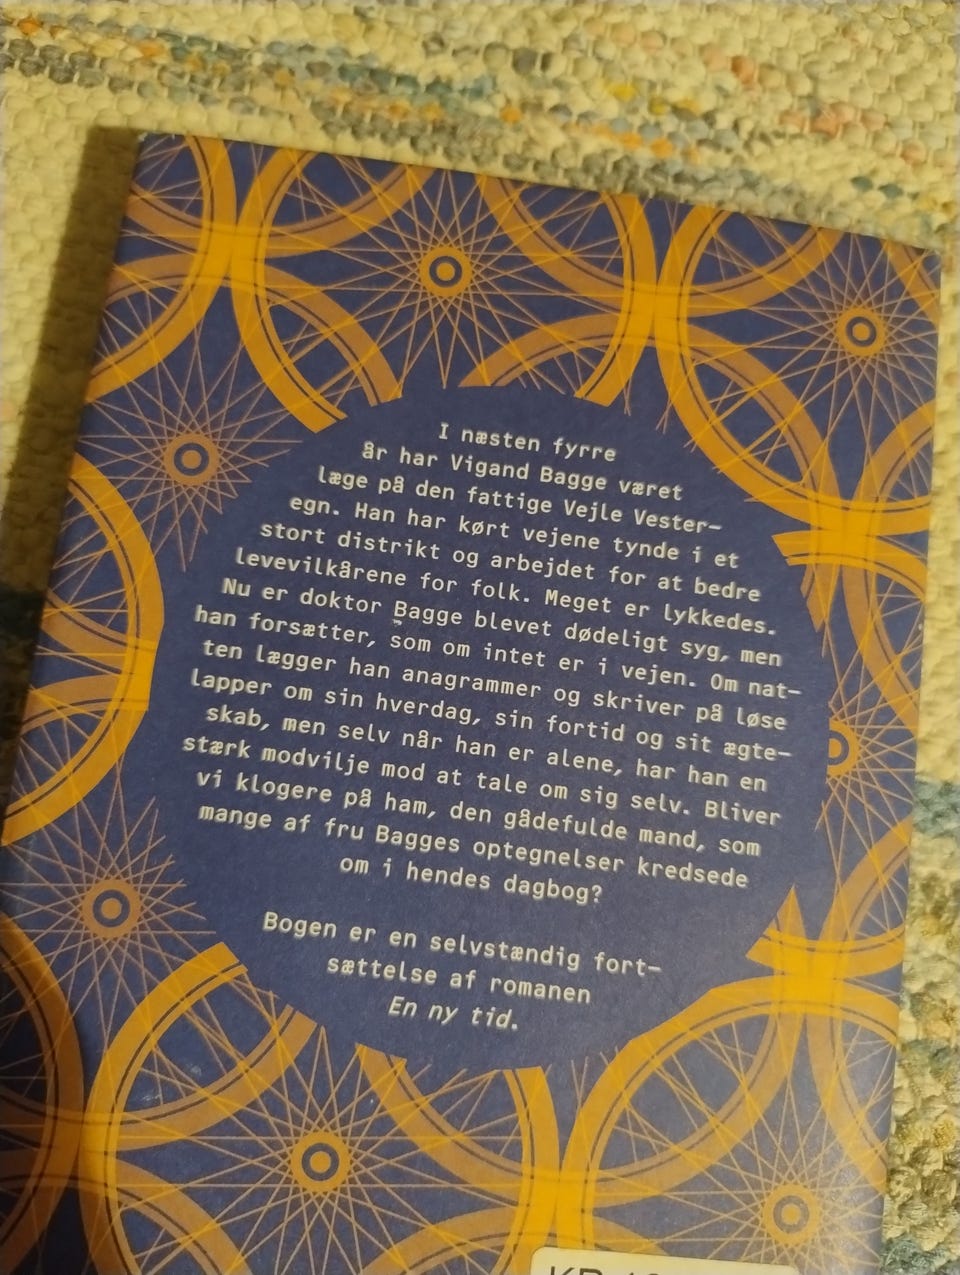 I næsten fyrre
år har Vigand Bagge været
læge på den fattige Vejle Vester-
egn. Han har kørt vejene tynde i et
stort distrikt og arbejdet for at bedre
levevilkårene for folk. Meget er lykkedes.
Nu er doktor Bagge blevet dødeligt syg, men
han forsætter, som om intet er i vejen. Om nat-
ten lægger han anagrammer og skriver på løse
lapper om sin hverdag, sin fortid og sit ægte-
skab, men selv når han er alene, har han en
stærk modvilje mod at tale om sig selv. Bliver
vi klogere på ham, den gådefulde mand, som
mange af fru Bagges optegnelser kredsede
om i hendes dagbog?
Bogen er en selvstændig fort-
sættelse af romanen
En ny tid.